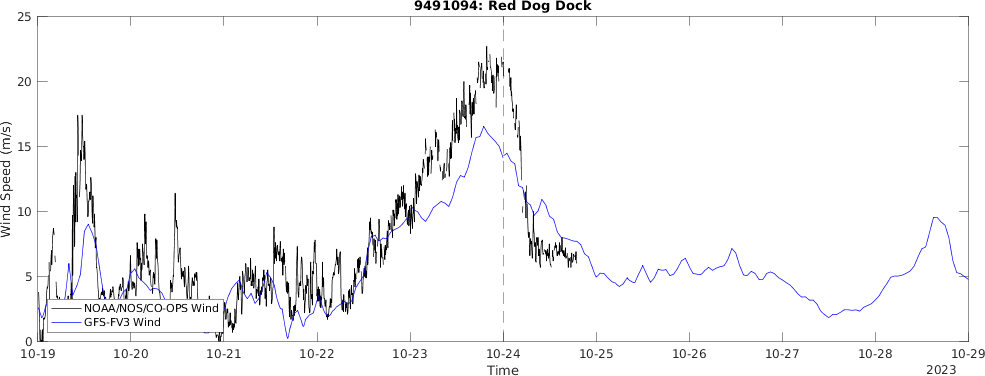 9491094: Red Dog Dock
25
20
15
10
5
0
Wind Speed (m/s)
NOAA/NOS/CO-OPS Wind
GFS-FV3 Wind
10-19 10-20 10-21 10-22 10-23 10-24 10-25 10-26 10-27 10-28 10-29
Time
2023